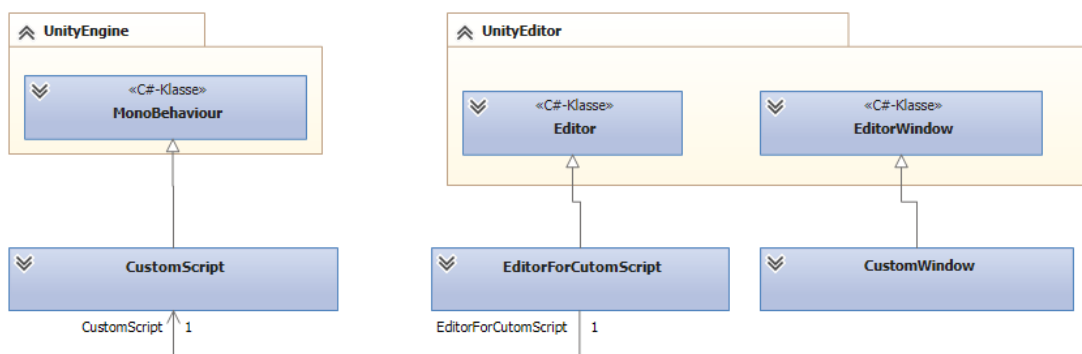 UnityEngine
«C#-Klasse»
MonoBehaviour
UnityEditor
«C#-Klasse»
Editor
«C#-Klasse»
EditorWindow
CustomScript
EditorForCutomScript
CustomWindow
CustomScript 1
EditorForCutomScript 1